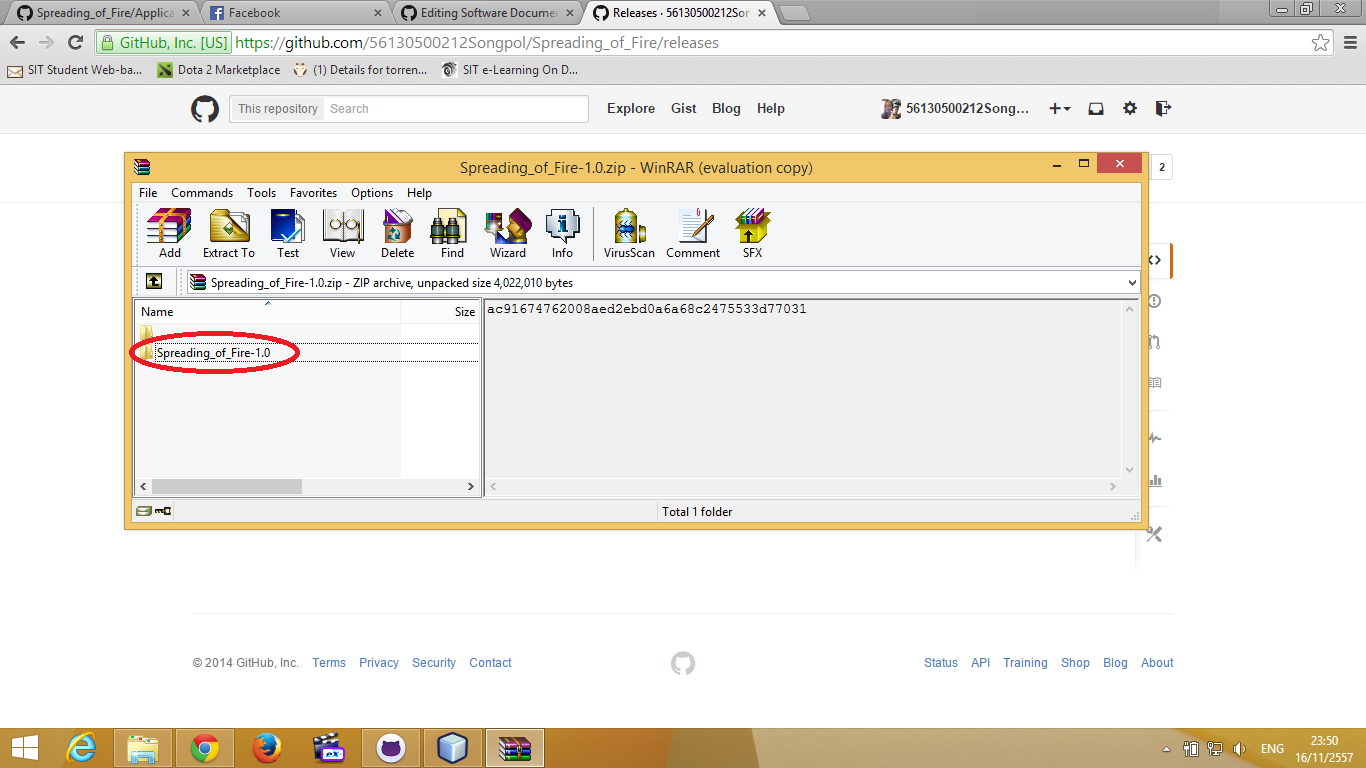 Spreading_of_Fire/Applica
Facebook
Editing Software Documen
Releases · 56130500212Son
GitHub, Inc. [US] https://github.com/56130500212Songpol/Spreading_of_Fire/releases
SIT Student Web-ba...
Dota 2 Marketplace
(1) Details for torren...
SIT e-Learning On D...
This repository Search
Explore Gist Blog Help
56130500212Song...
2
Spreading_of_Fire-1.0.zip - WinRAR (evaluation copy)
File Commands Tools Favorites Options Help
Add Extract To Test View Delete Find Wizard Info VirusScan Comment SFX
Spreading_of_Fire-1.0.zip - ZIP archive, unpacked size 4,022,010 bytes
Name Size
ac91674762008aed2ebd0a6a68c2475533d77031
Spreading_of_Fire-1.0
Total 1 folder
© 2014 GitHub, Inc. Terms Privacy Security Contact
Status API Training Shop Blog About
ex
ENG
23:50
16/11/2557